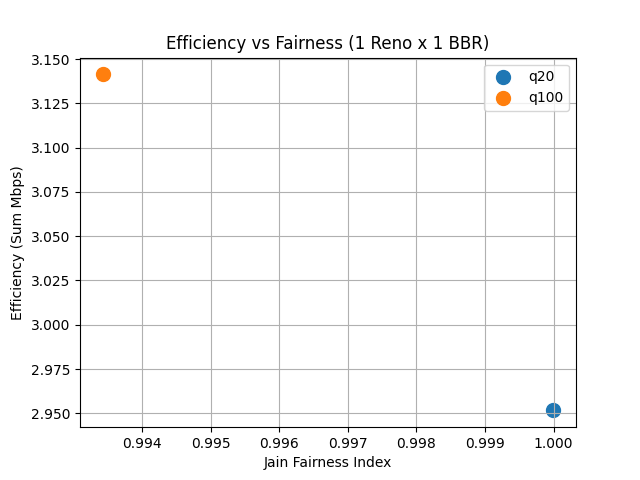 Efficiency vs Fairness (1 Reno x 1 BBR)
q20
q100
3.150
3.125
3.100
3.075
3.050
3.025
3.000
2.975
2.950
Efficiency (Sum Mbps)
0.994 0.995 0.996 0.997 0.998 0.999 1.000
Jain Fairness Index